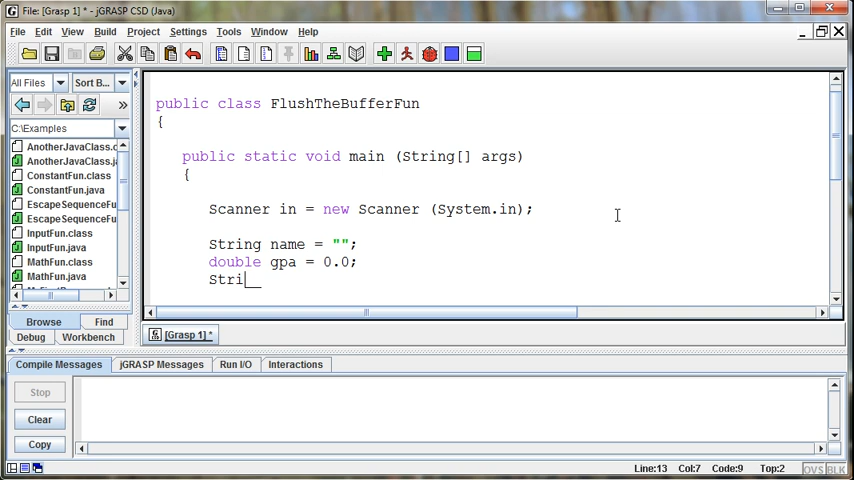 File: [Grasp 1] * - jGRASP CSD (Java)
File Edit View Build Project Settings Tools Window Help
All Files Sort B...
»
C:\Examples
AnotherJavaClass.c
AnotherJavaClass.ja
ConstantFun.class
ConstantFun.java
EscapeSequenceFu
EscapeSequenceFu
InputFun.class
InputFun.java
MathFun.class
MathFun.java
Browse Find
Debug Workbench
public class FlushTheBufferFun
{
public static void main (String[] args)
{
Scanner in = new Scanner (System.in);
String name = "";
double gpa = 0.0;
Stri
[Grasp 1] *
Compile Messages jGRASP Messages Run I/O Interactions
Stop
Clear
Copy
Line:13 Col:7 Code:9 Top:2 OVS BLK